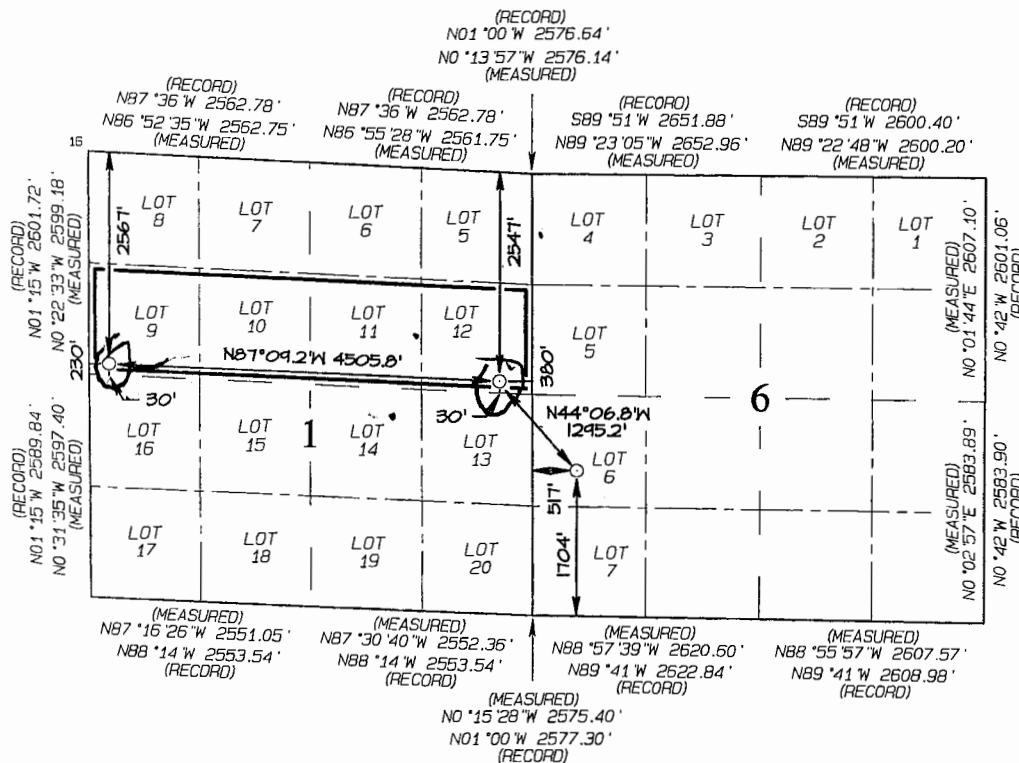 (RECORD)
N01°00'W 2576.64'
N0°13'57"W 2576.14'
(MEASURED)
(RECORD)
N87°36'W 2562.78'
N86°52'35"W 2562.75'
(MEASURED)
(RECORD)
N87°36'W 2562.78'
N86°55'28"W 2561.75'
(MEASURED)
(RECORD)
S89°51'W 2651.88'
N89°23'05"W 2652.96'
(MEASURED)
(RECORD)
S89°51'W 2600.40'
N89°22'48"W 2600.20'
(MEASURED)
16
LOT
8
LOT
7
LOT
6
LOT
5
LOT
4
LOT
3
LOT
2
LOT
1
2567'
2547'
(RECORD)
N01°15'W 2601.72'
N0°22'33"W 2599.18'
(MEASURED)
(MEASURED)
N0°01'44"E 2607.10'
N0°42'W 2601.06'
(RECORD)
LOT
9
LOT
10
LOT
11
LOT
12
LOT
5
N87°09.2'W 4505.8'
230'
380'
30'
30'
N44°06.8'W
1295.2'
6
LOT
16
LOT
15
1
LOT
14
LOT
13
LOT
6
517'
1704'
(RECORD)
N01°15'W 2589.84'
N0°31'35"W 2597.40'
(MEASURED)
(MEASURED)
N0°02'57"E 2583.89'
N0°42'W 2583.90'
(RECORD)
LOT
17
LOT
18
LOT
19
LOT
20
LOT
7
(MEASURED)
N87°16'26"W 2551.05'
N88°14'W 2553.54'
(RECORD)
(MEASURED)
N87°30'40"W 2552.36'
N88°14'W 2553.54'
(RECORD)
(MEASURED)
N88°57'39"W 2620.60'
N89°41'W 2622.84'
(RECORD)
(MEASURED)
N88°55'57"W 2607.57'
N89°41'W 2608.98'
(RECORD)
(MEASURED)
N0°15'28"W 2575.40'
N01°00'W 2577.30'
(RECORD)